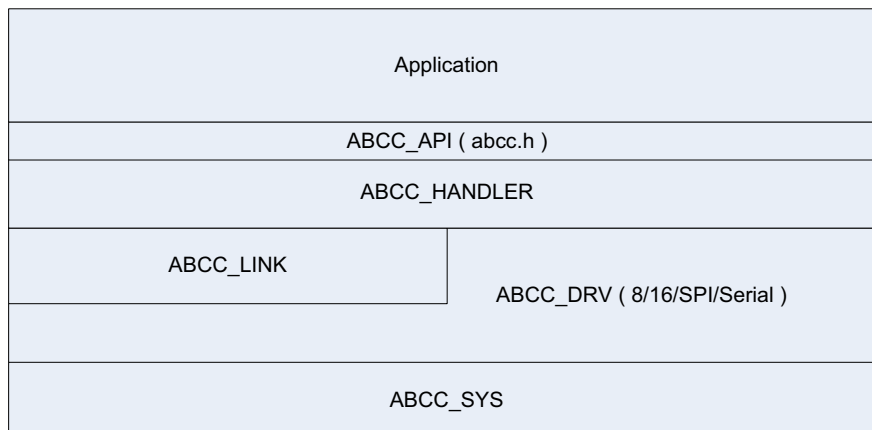 Application
ABCC_API ( abcc.h )
ABCC_HANDLER
ABCC_LINK
ABCC_DRV ( 8/16/SPI/Serial )
ABCC_SYS